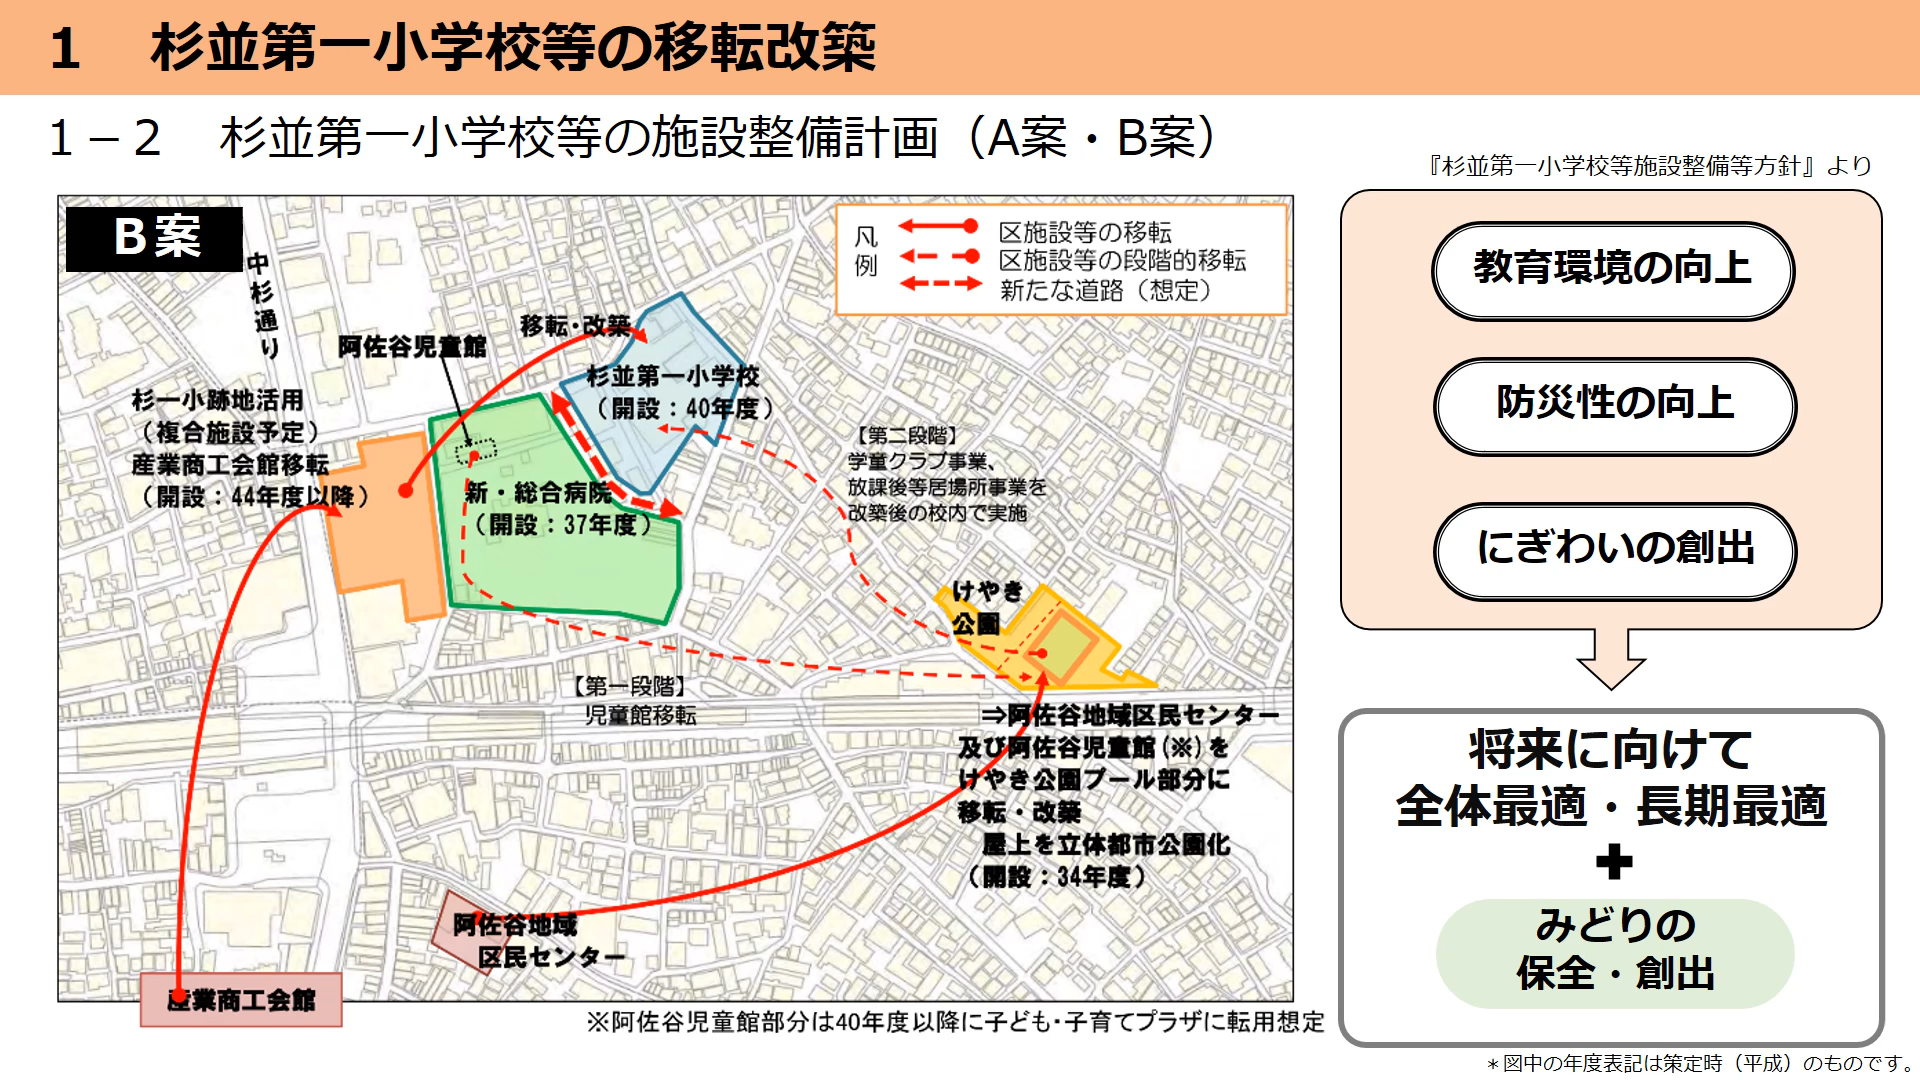 1 杉並第一小学校等の移転改築
1－2 杉並第一小学校等の施設整備計画（A案・B案）
『杉並第一小学校等施設整備等方針』より
B案
中杉通り
凡例
区施設等の移転
区施設等の段階的移転
新たな道路（想定）
移転・改築
阿佐谷児童館
杉並第一小学校
（開設：40年度）
杉一小跡地活用
（複合施設予定）
産業商工会館移転
（開設：44年度以降）
新・総合病院
（開設：37年度）
【第二段階】
学童クラブ事業、
放課後等居場所事業を
改築後の校内で実施
けやき
公園
【第一段階】
児童館移転
⇒阿佐谷地域区民センター
及び阿佐谷児童館(※)を
けやき公園プール部分に
移転・改築
屋上を立体都市公園化
（開設：34年度）
阿佐谷地域
区民センター
産業商工会館
※阿佐谷児童館部分は40年度以降に子ども・子育てプラザに転用想定
教育環境の向上
防災性の向上
にぎわいの創出
将来に向けて
全体最適・長期最適
＋
みどりの
保全・創出
＊図中の年度表記は策定時（平成）のものです。